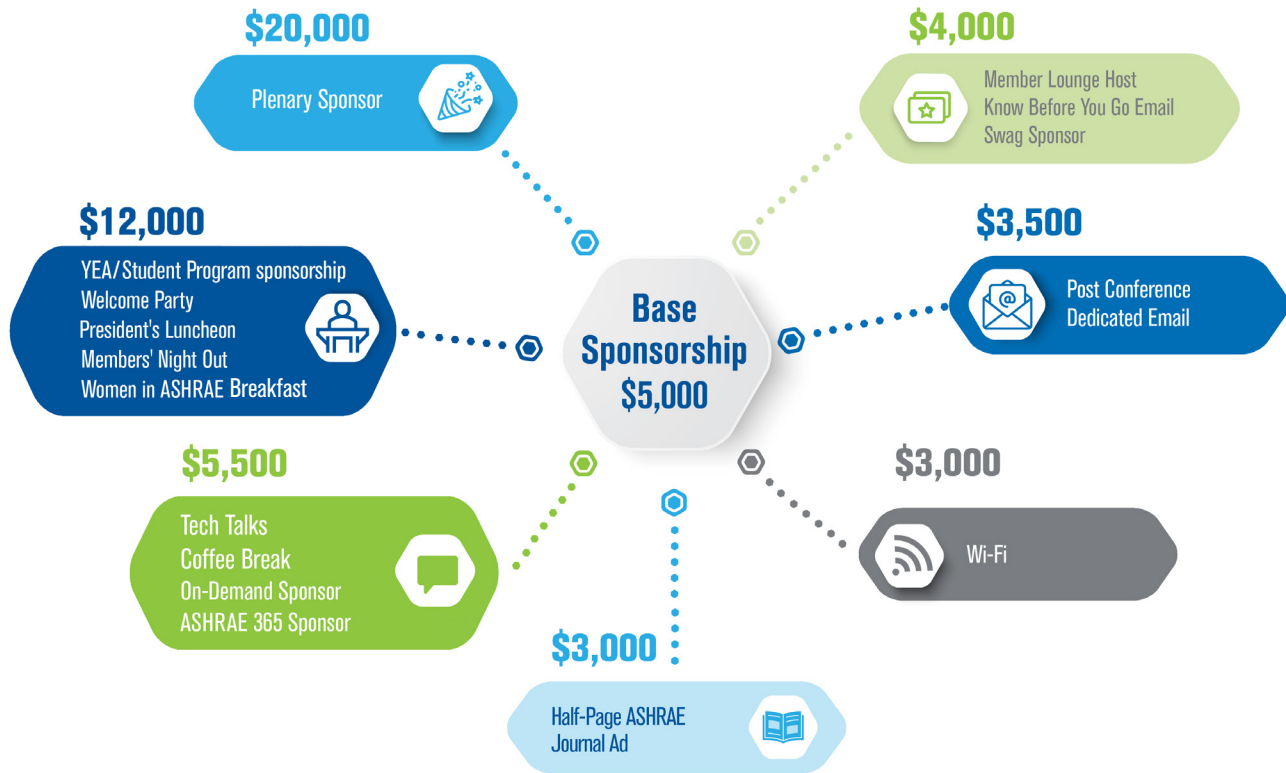 $20,000
Plenary Sponsor
$4,000
Member Lounge Host
Know Before You Go Email
Swag Sponsor
$12,000
YEA/Student Program sponsorship
Welcome Party
President's Luncheon
Members' Night Out
Women in ASHRAE Breakfast
Base
Sponsorship
$5,000
$3,500
Post Conference
Dedicated Email
$5,500
Tech Talks
Coffee Break
On-Demand Sponsor
ASHRAE 365 Sponsor
$3,000
Wi-Fi
$3,000
Half-Page ASHRAE
Journal Ad